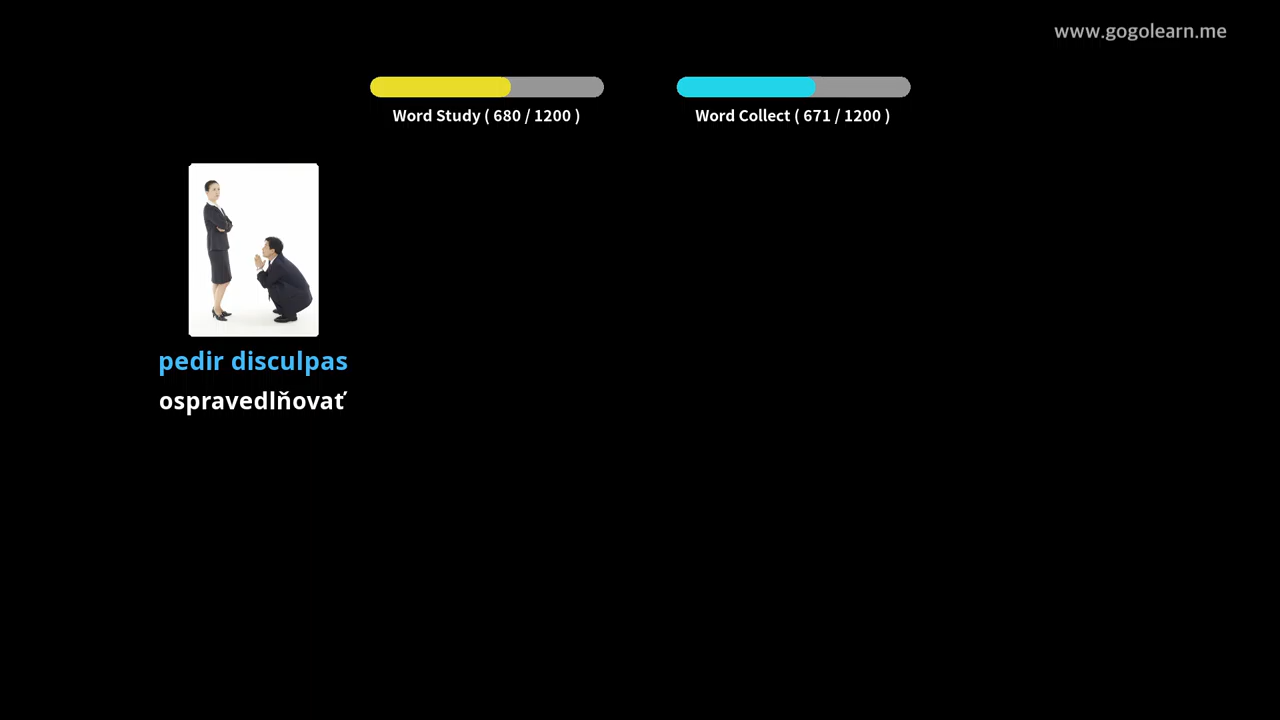 www.gogolearn.me
Word Study ( 680 / 1200 )
Word Collect ( 671 / 1200 )
pedir disculpas
ospravedlňovať